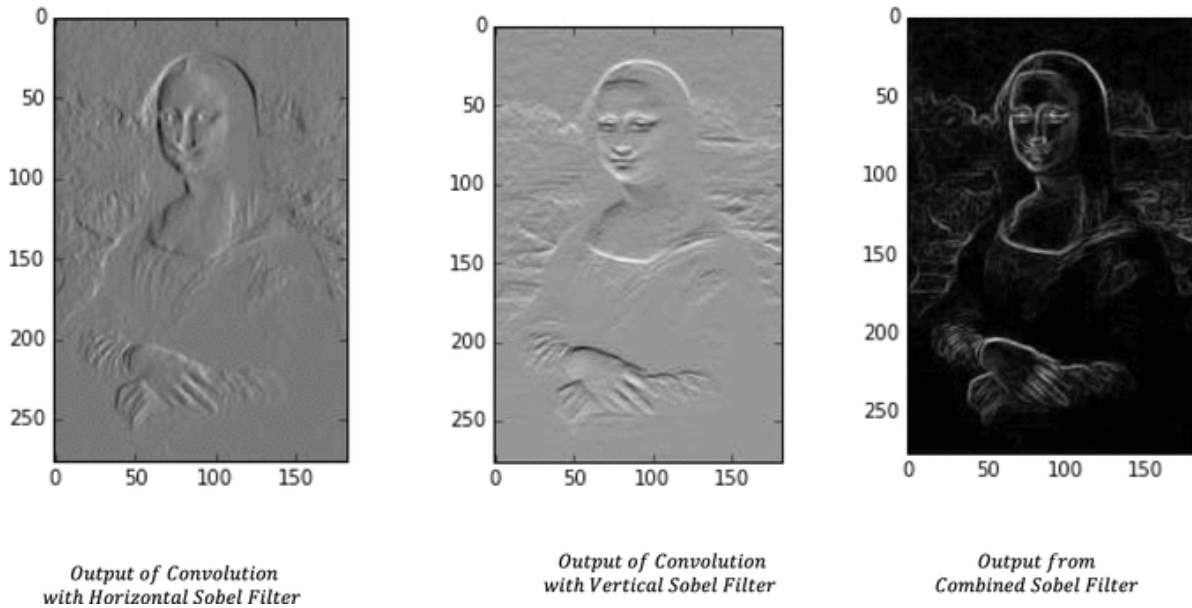 0
50
100
150
200
250
0 50 100 150
0
50
100
150
200
250
0 50 100 150
0
50
100
150
200
250
0 50 100 150
Output of Convolution
with Horizontal Sobel Filter
Output of Convolution
with Vertical Sobel Filter
Output from
Combined Sobel Filter